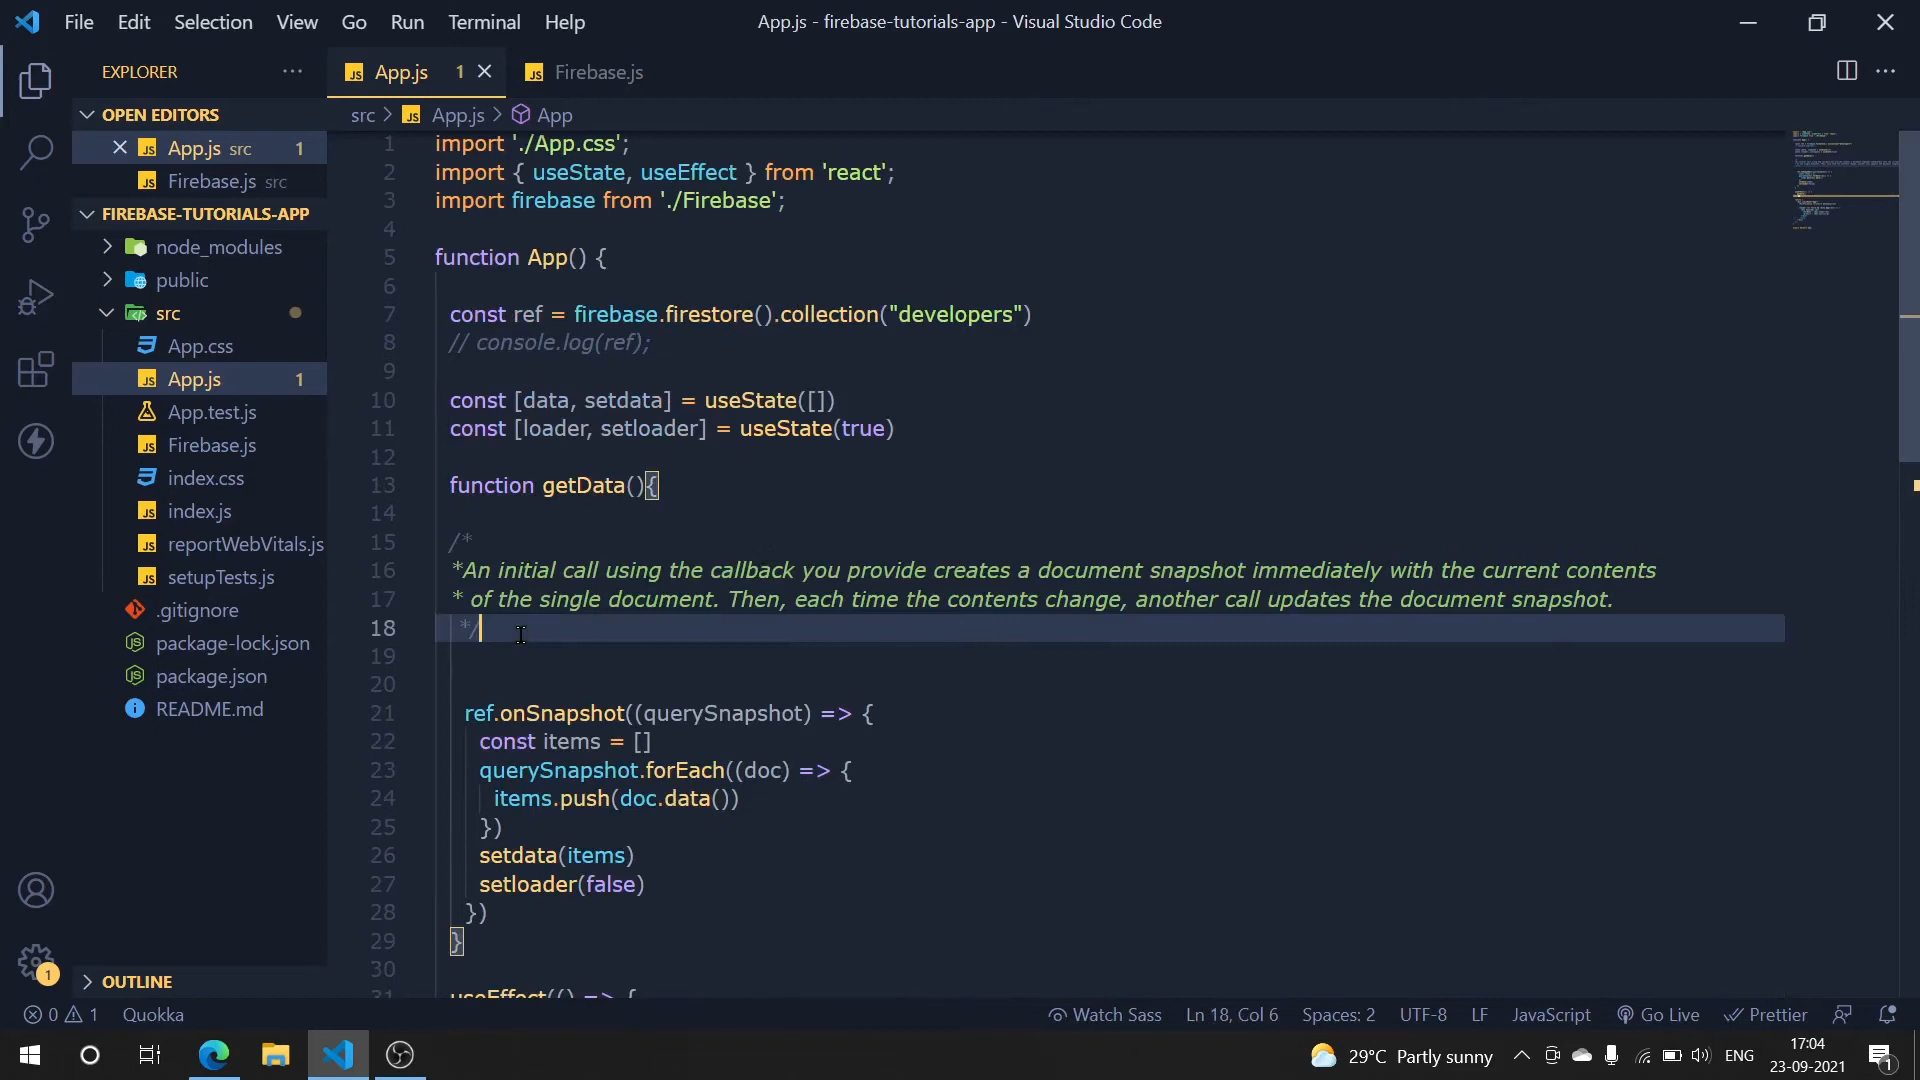 File Edit Selection View Go Run Terminal Help App.js - firebase-tutorials-app - Visual Studio Code
EXPLORER
App.js 1 Firebase.js
OPEN EDITORS
App.js src 1
Firebase.js src
FIREBASE-TUTORIALS-APP
node_modules
public
src
App.css
App.js 1
App.test.js
Firebase.js
index.css
index.js
reportWebVitals.js
setupTests.js
.gitignore
package-lock.json
package.json
README.md
OUTLINE
src > App.js > App
1 import './App.css';
2 import { useState, useEffect } from 'react';
3 import firebase from './Firebase';
4
5 function App() {
6
7 const ref = firebase.firestore().collection("developers")
8 // console.log(ref);
9
10 const [data, setdata] = useState([])
11 const [loader, setloader] = useState(true)
12
13 function getData(){
14
15 /*
16 *An initial call using the callback you provide creates a document snapshot immediately with the current contents
17 * of the single document. Then, each time the contents change, another call updates the document snapshot.
18 */
19
20
21 ref.onSnapshot((querySnapshot) => {
22 const items = []
23 querySnapshot.forEach((doc) => {
24 items.push(doc.data())
25 })
26 setdata(items)
27 setloader(false)
28 })
29 }
30
31 useEffect(() => {
0 1 Quokka Watch Sass Ln 18, Col 6 Spaces: 2 UTF-8 LF JavaScript Go Live Prettier
1
29°C Partly sunny ENG 17:04
23-09-2021
1